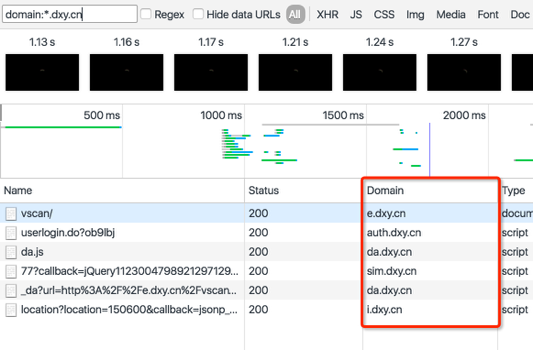 domain:*.dxy.cn Regex Hide data URLs All XHR JS CSS Img Media Font Doc
1.13 s 1.16 s 1.17 s 1.21 s 1.24 s 1.27 s
500 ms 1000 ms 1500 ms 2000 ms
Name Status Domain Type
vscan/ 200 e.dxy.cn docum
userlogin.do?ob9lbj 200 auth.dxy.cn script
da.js 200 da.dxy.cn script
77?callback=jQuery1123004798921297129... 200 sim.dxy.cn script
_da?url=http%3A%2F%2Fe.dxy.cn%2Fvscan... 200 da.dxy.cn script
location?location=150600&callback=jsonp_... 200 i.dxy.cn script